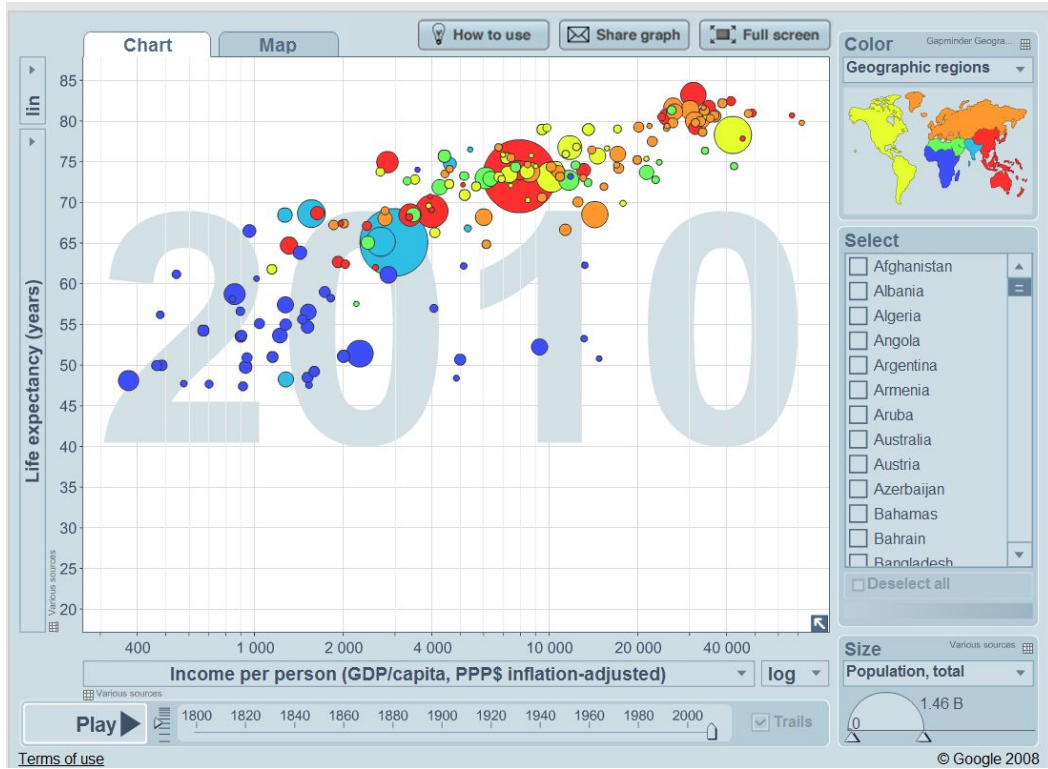 Chart
Map
How to use
Share graph
Full screen
lin
Life expectancy (years)
Various sources
2010
85
80
75
70
65
60
55
50
45
40
35
30
25
20
400
1 000
2 000
4 000
10 000
20 000
40 000
Income per person (GDP/capita, PPP$ inflation-adjusted)
log
Various sources
Play
1800 1820 1840 1860 1880 1900 1920 1940 1960 1980 2000
Trails
Color
Gapminder Geogra...
Geographic regions
Select
Afghanistan
Albania
Algeria
Angola
Argentina
Armenia
Aruba
Australia
Austria
Azerbaijan
Bahamas
Bahrain
Bangladesh
Deselect all
Size
Various sources
Population, total
1.46 B
0
Terms of use
© Google 2008